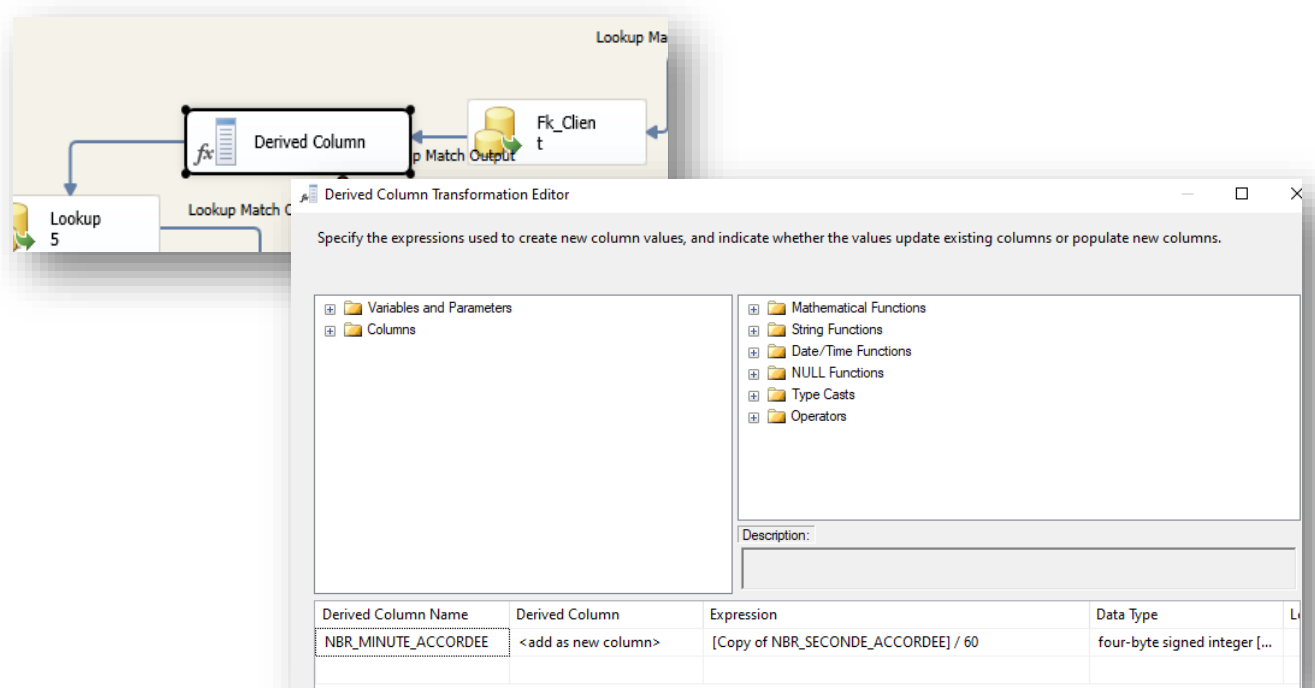 Lookup Ma
Derived Column
Fk_Clien
t
p Match Output
Lookup
5
Lookup Match
Derived Column Transformation Editor
Specify the expressions used to create new column values, and indicate whether the values update existing columns or populate new columns.
Variables and Parameters
Columns
Mathematical Functions
String Functions
Date/Time Functions
NULL Functions
Type Casts
Operators
Description:
Derived Column Name Derived Column Expression Data Type
NBR_MINUTE_ACCORDEE <add as new column> [Copy of NBR_SECONDE_ACCORDEE] / 60 four-byte signed integer [...